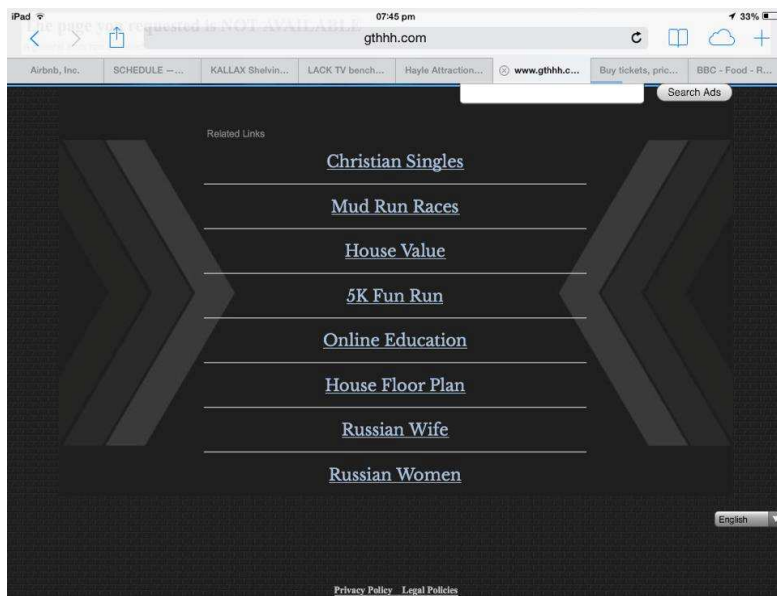 iPad 07:45 pm 33%
The page you requested is NOT AVAILABLE
gthhh.com
Airbnb, Inc. SCHEDULE —... KALLAX Shelvin... LACK TV bench... Hayle Attraction... www.gthhh.c... Buy tickets, pric... BBC - Food - R...
Search Ads
Related Links
Christian Singles
Mud Run Races
House Value
5K Fun Run
Online Education
House Floor Plan
Russian Wife
Russian Women
English
Privacy Policy Legal Policies